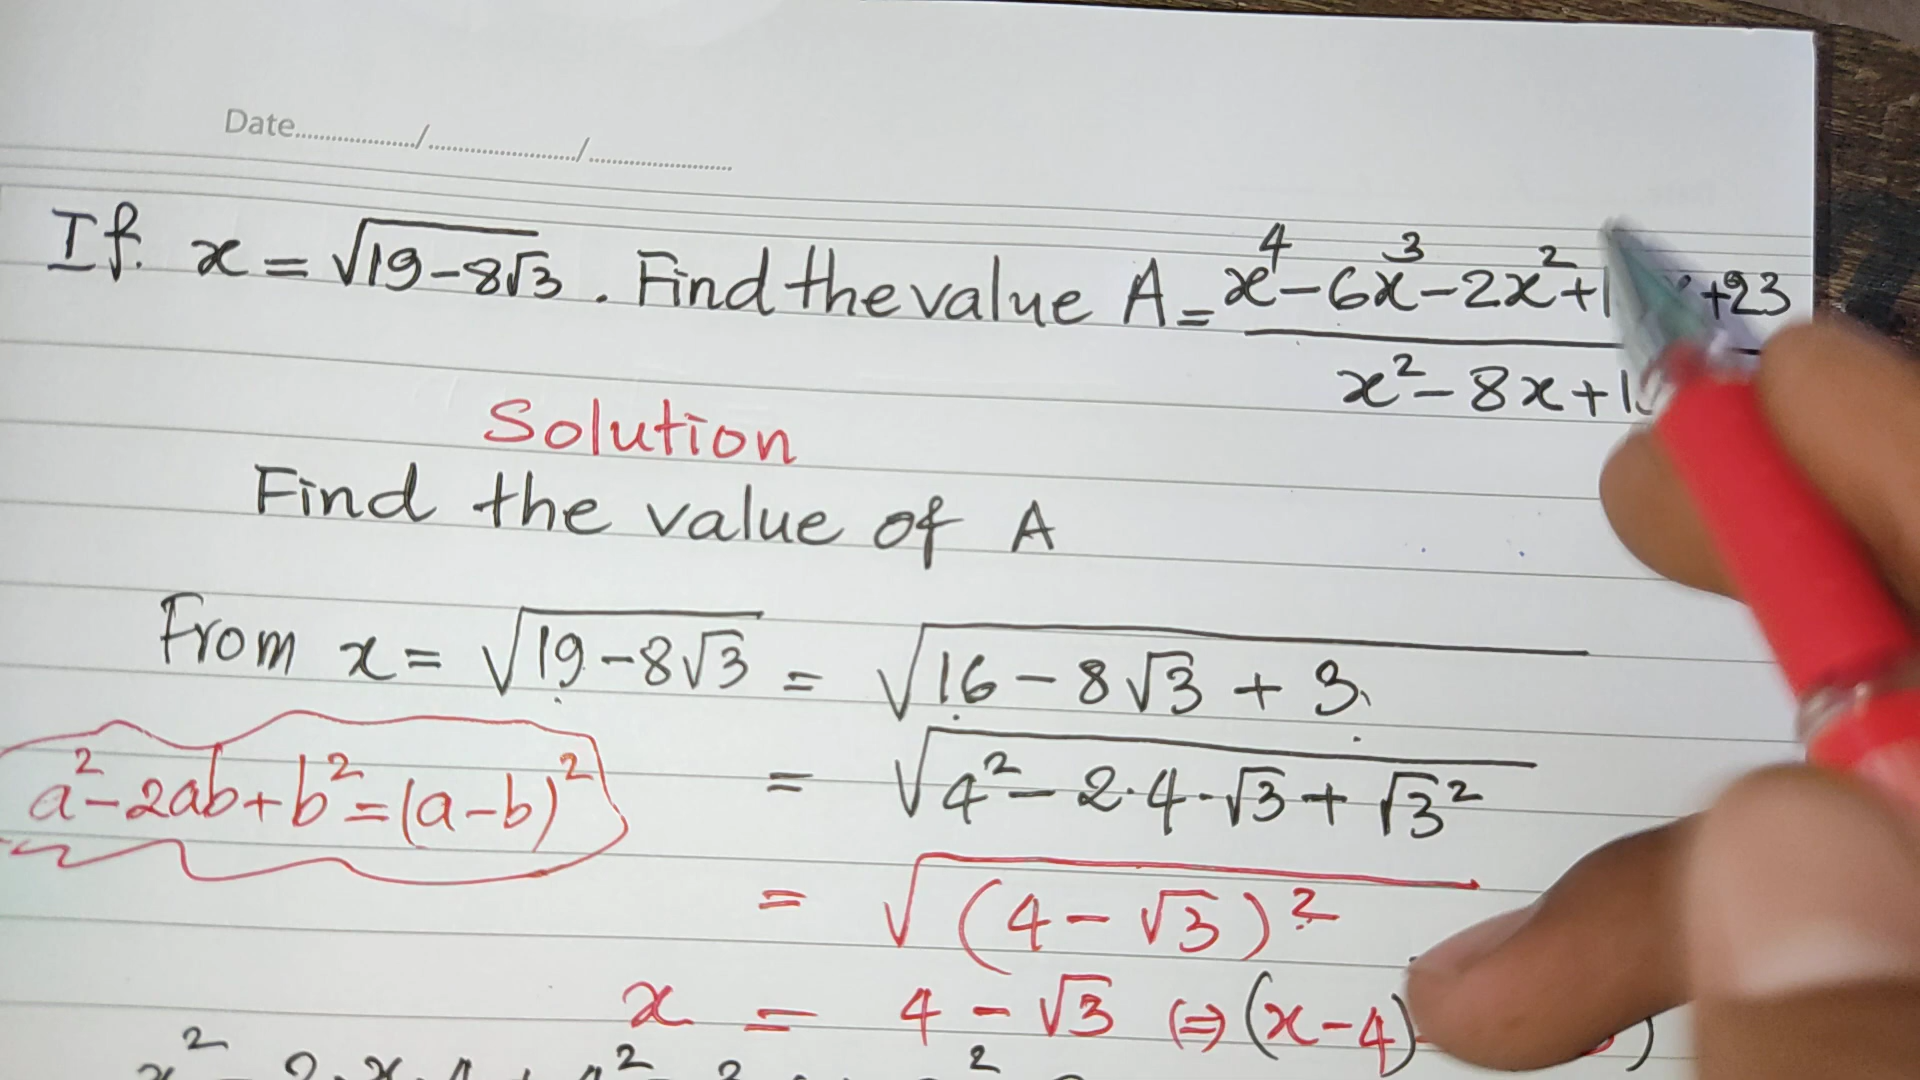 Date............/............/............
If. x = √19-8√3 . Find the value A = x⁴-6x³-2x²+1 +23
x²-8x+1
Solution
Find the value of A
From x = √19-8√3 = √16-8√3+3
a²-2ab+b²=(a-b)²
= √4²-2·4·√3+√3²
= √(4-√3)²
x = 4-√3 ⇔ (x-4)